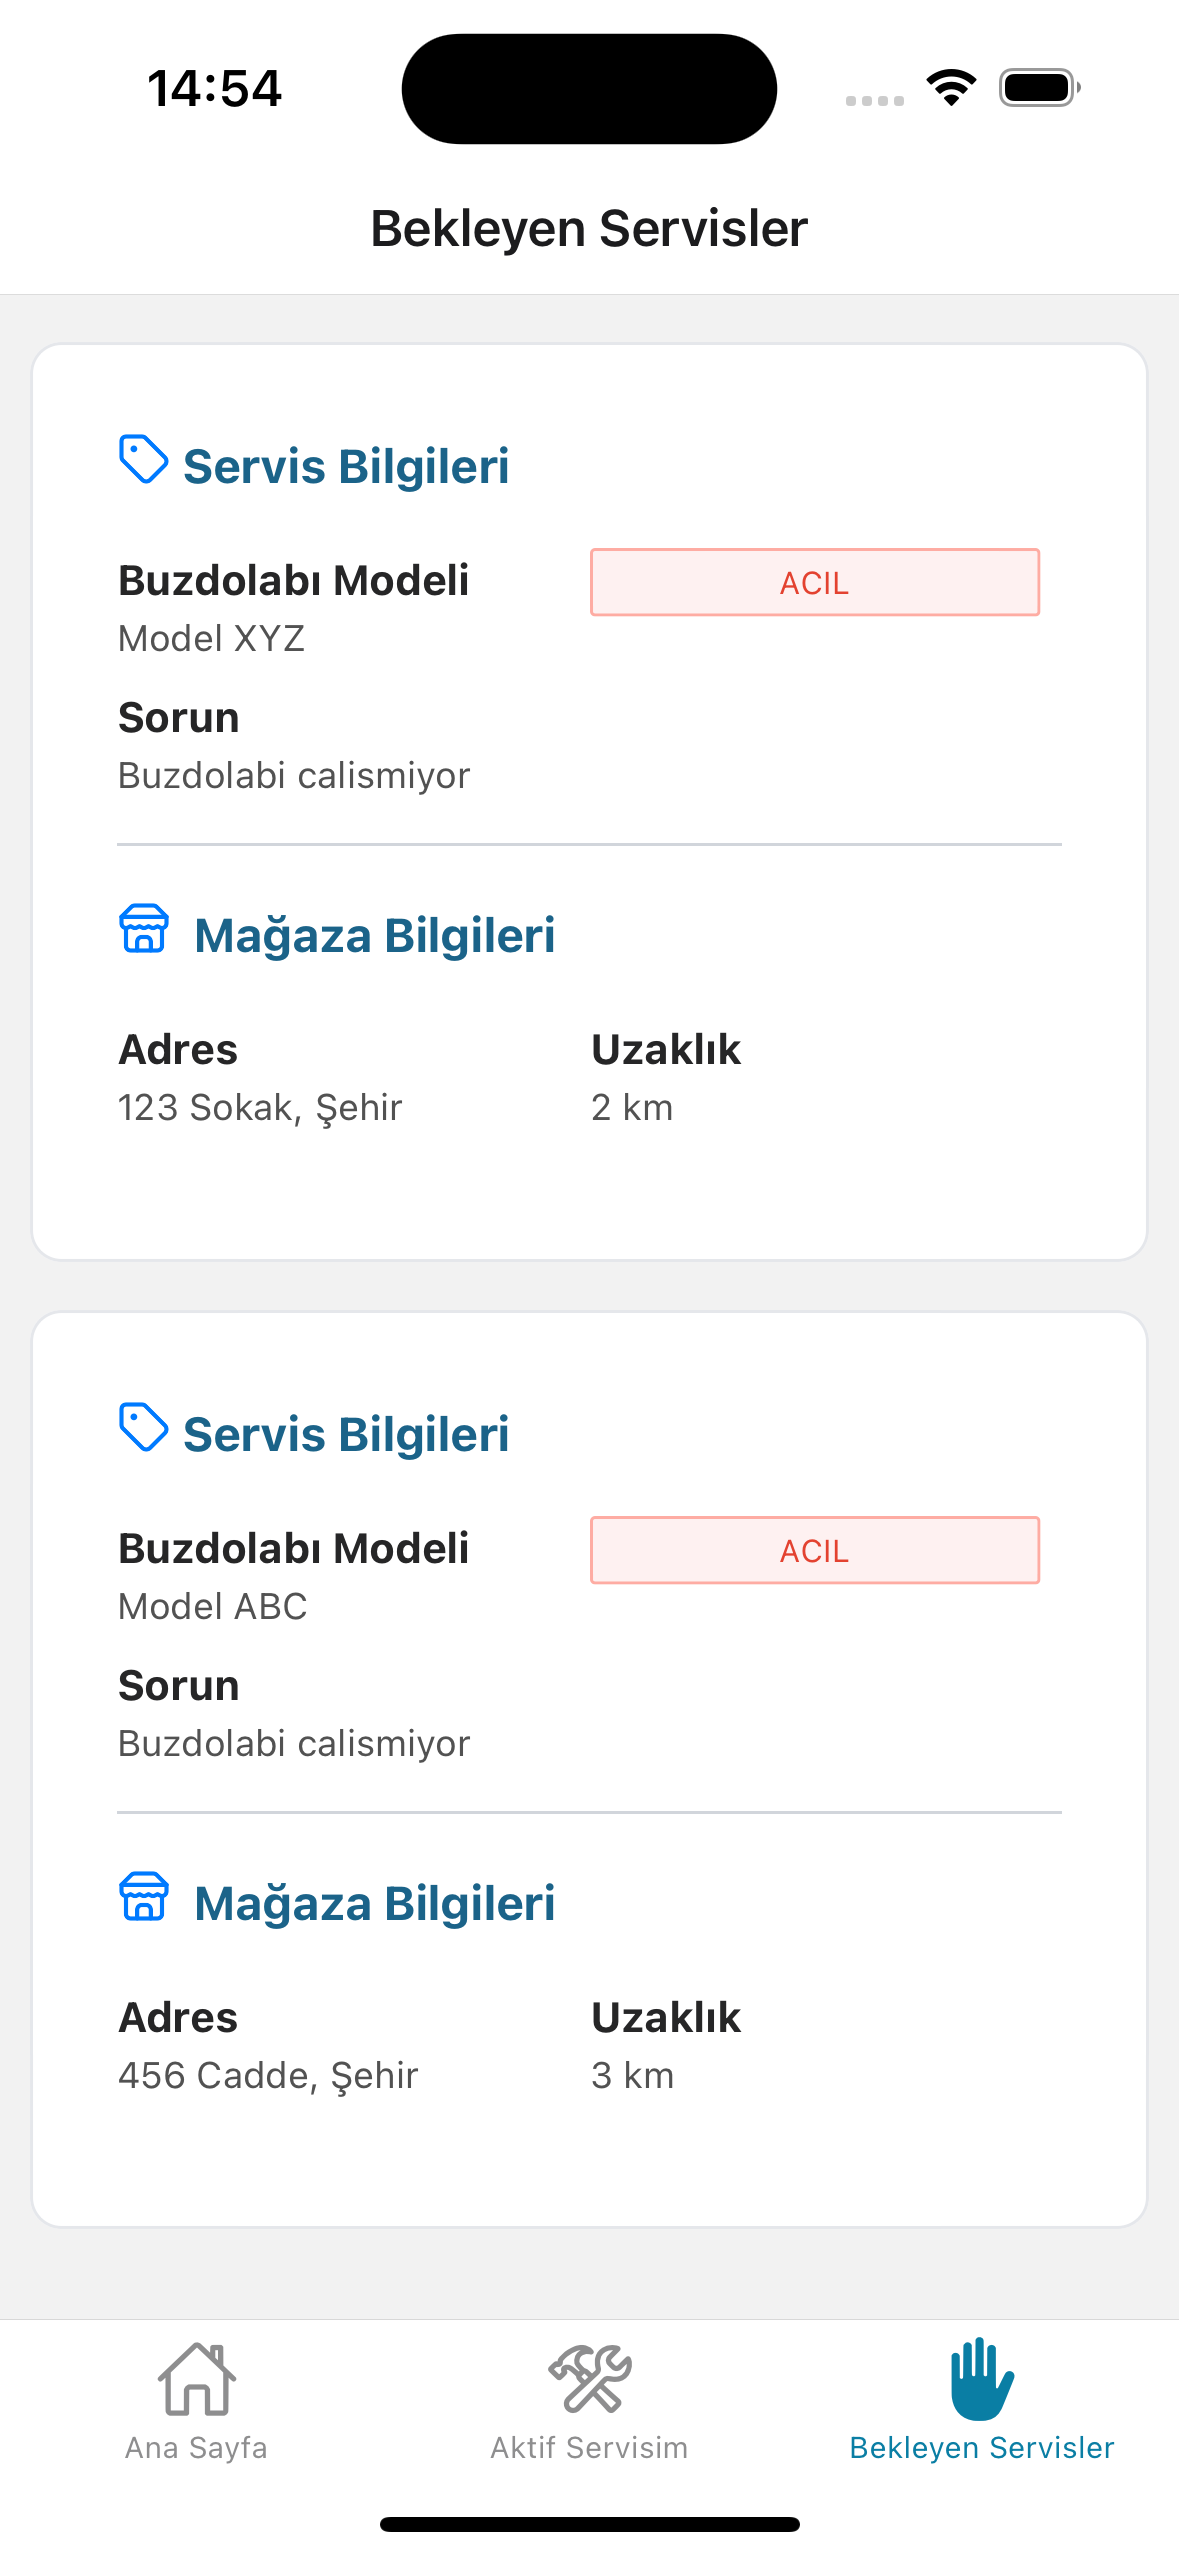 14:54
Bekleyen Servisler
Servis Bilgileri
Buzdolabı Modeli
ACIL
Model XYZ
Sorun
Buzdolabi calismiyor
Mağaza Bilgileri
Adres
Uzaklık
123 Sokak, Şehir
2 km
Servis Bilgileri
Buzdolabı Modeli
ACIL
Model ABC
Sorun
Buzdolabi calismiyor
Mağaza Bilgileri
Adres
Uzaklık
456 Cadde, Şehir
3 km
Ana Sayfa
Aktif Servisim
Bekleyen Servisler